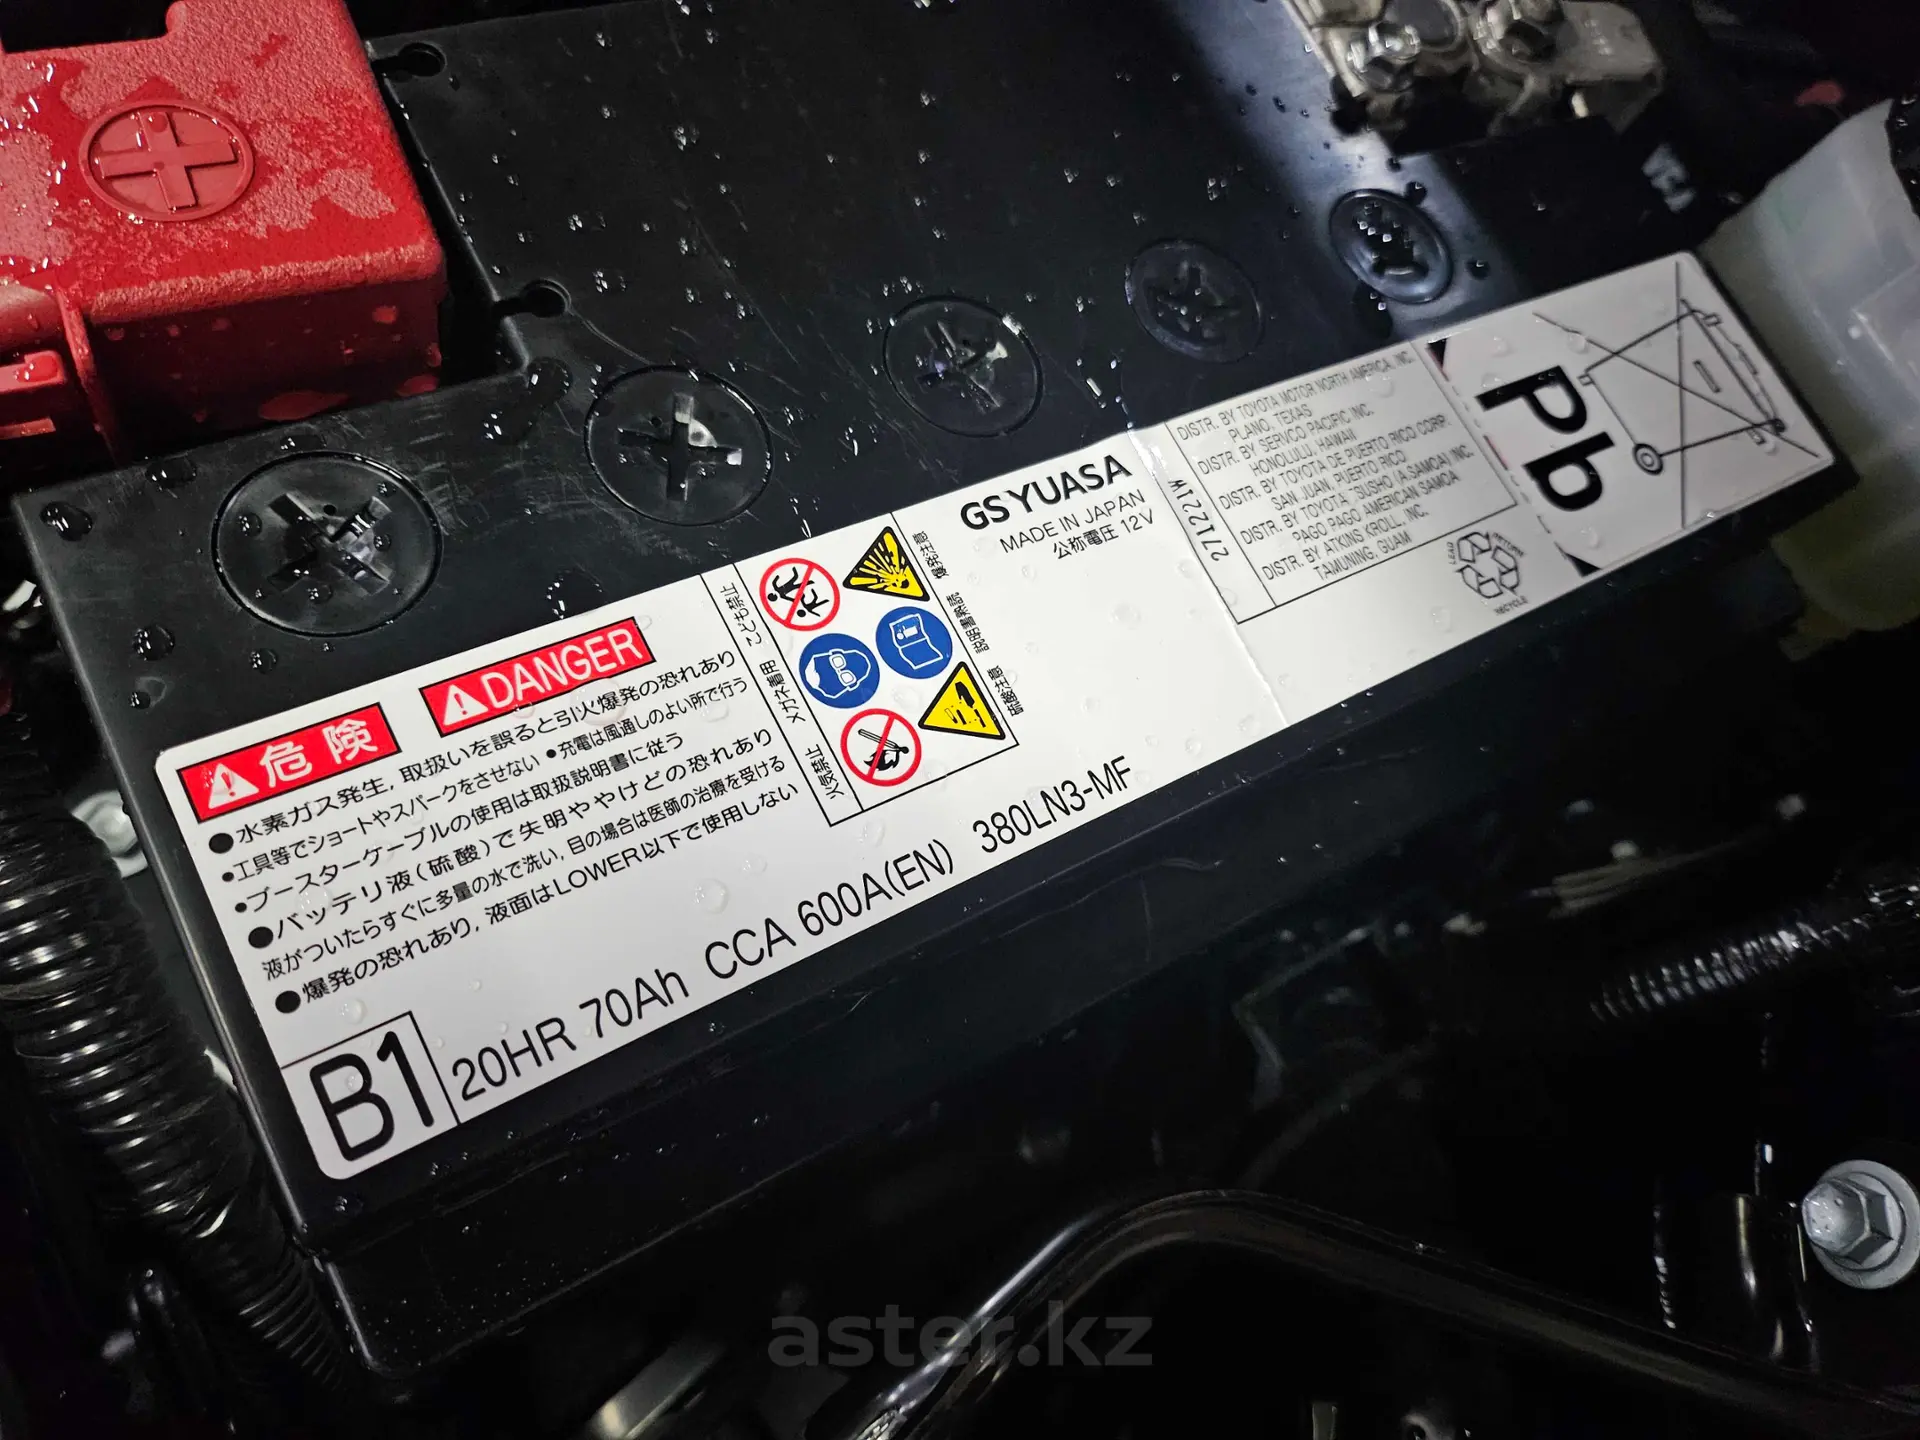 危険
DANGER
●水素ガス発生, 取扱いを誤ると引火爆発の恐れあり
•工具等でショートやスパークをさせない •充電は風通しのよい所で行う
•ブースターケーブルの使用は取扱説明書に従う
●バッテリ液(硫酸)で失明ややけどの恐れあり
液がついたらすぐに多量の水で洗い, 目の場合は医師の治療を受ける
●爆発の恐れあり, 液面はLOWER以下で使用しない
B1
20HR 70Ah CCA 600A(EN) 380LN3-MF
こども禁止
メガネ着用
火気禁止
爆発注意
説明書熟読
硫酸注意
GS YUASA
MADE IN JAPAN
公称電圧 12V
271221W
DISTR. BY TOYOTA MOTOR NORTH AMERICA, INC.
PLANO, TEXAS
DISTR. BY SERVCO PACIFIC INC.
HONOLULU, HAWAII
DISTR. BY TOYOTA DE PUERTO RICO CORP.
SAN JUAN, PUERTO RICO
DISTR. BY TOYOTA TSUSHO (A.SAMOA) INC.
PAGO PAGO AMERICAN SAMOA
DISTR. BY ATKINS KROLL, INC.
TAMUNING, GUAM
LEAD
RETURN
RECYCLE
Pb
aster.kz